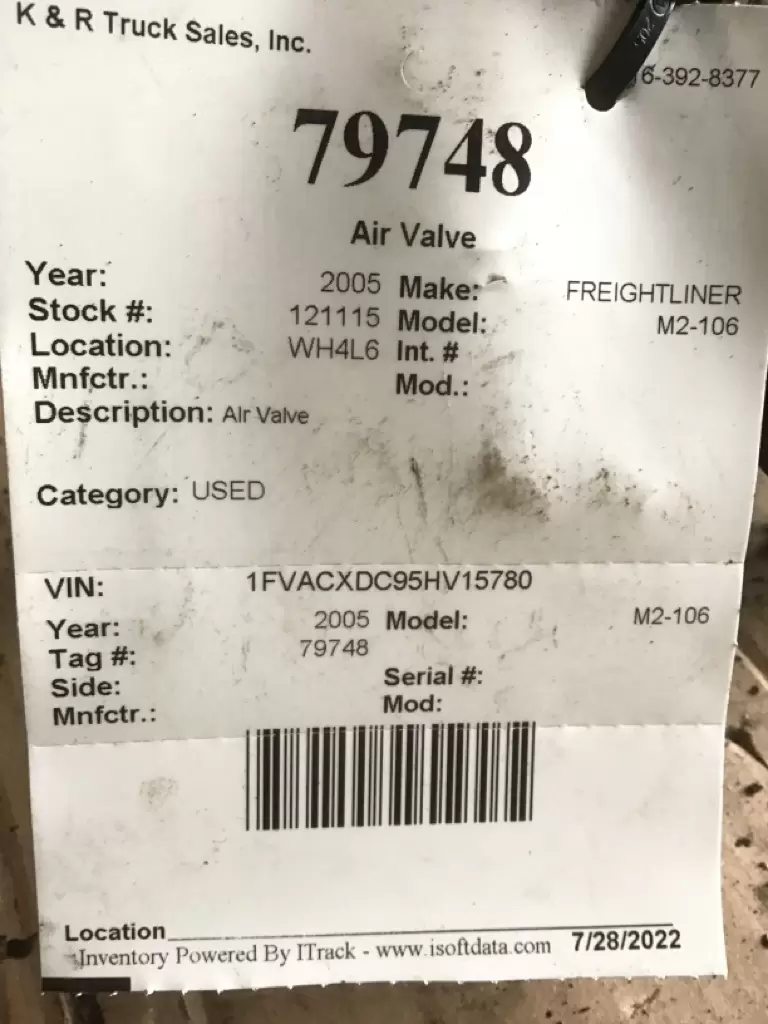 K & R Truck Sales, Inc.
6-392-8377
79748
Air Valve
Year: 2005 Make: FREIGHTLINER
Stock #: 121115 Model: M2-106
Location: WH4L6 Int. #
Mnfctr.: Mod.:
Description: AIr Valve
Category: USED
VIN: 1FVACXDC95HV15780
Year: 2005 Model: M2-106
Tag #: 79748
Side: Serial #:
Mnfctr.: Mod:
Location
Inventory Powered By ITrack - www.isoftdata.com 7/28/2022